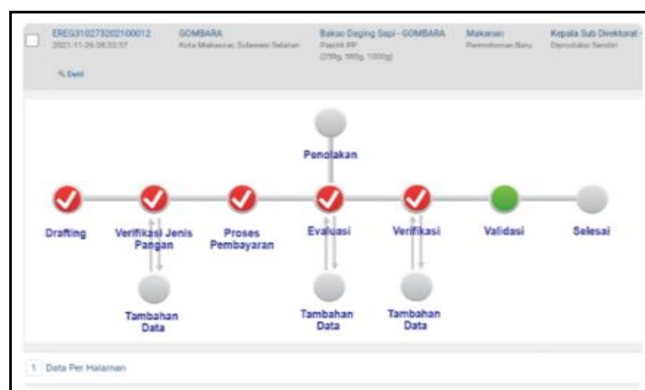 EREG310273202100012 GOMBARA Bakso Daging Sapi - GOMBARA Makanan Kepala Sub Direktorat -
2021-11-26 08:33:57 Kota Makassar, Sulawesi Selatan Plastik PP Permohonan Baru Diproduksi Sendiri
(250g, 500g, 1000g)
Detil
Penolakan
Drafting Verifikasi Jenis Pangan Proses Pembayaran Evaluasi Verifikasi Validasi Selesai
Tambahan Data Tambahan Data Tambahan Data
1 Data Per Halaman